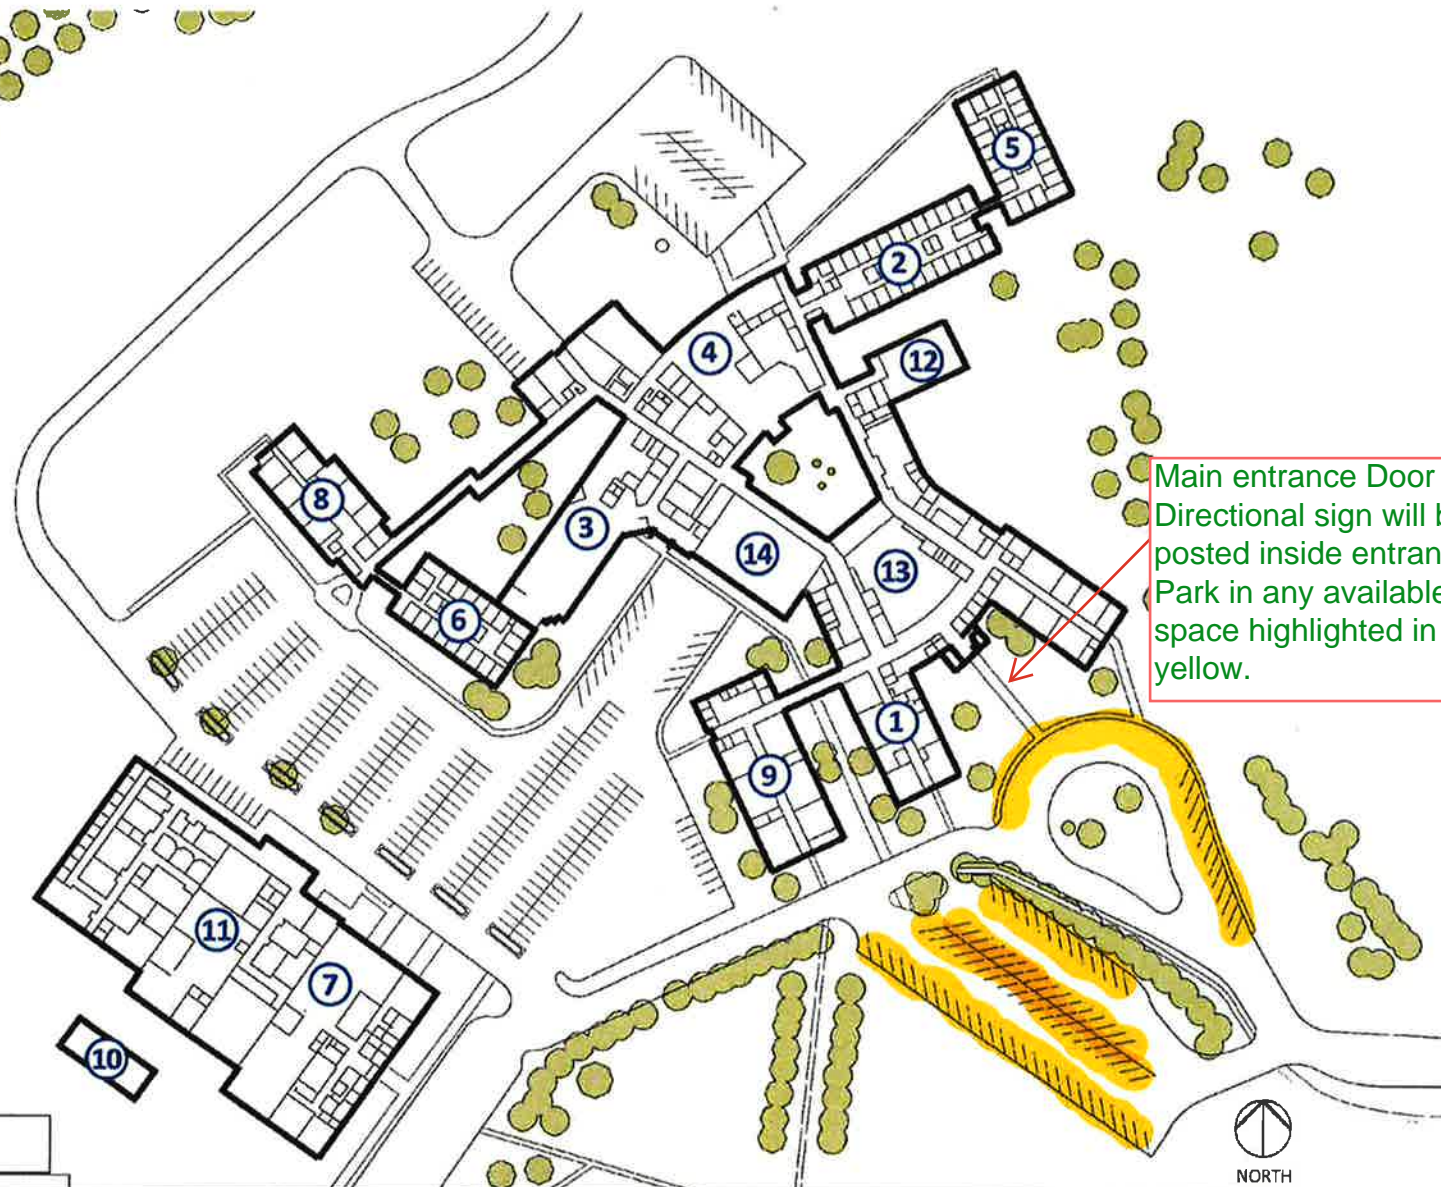 5
2
12
4
8
3
14
13
6
1
9
11
7
10
Main entrance Door
Directional sign will
posted inside
Park in any available
space highlighted in
yellow.
NORTH